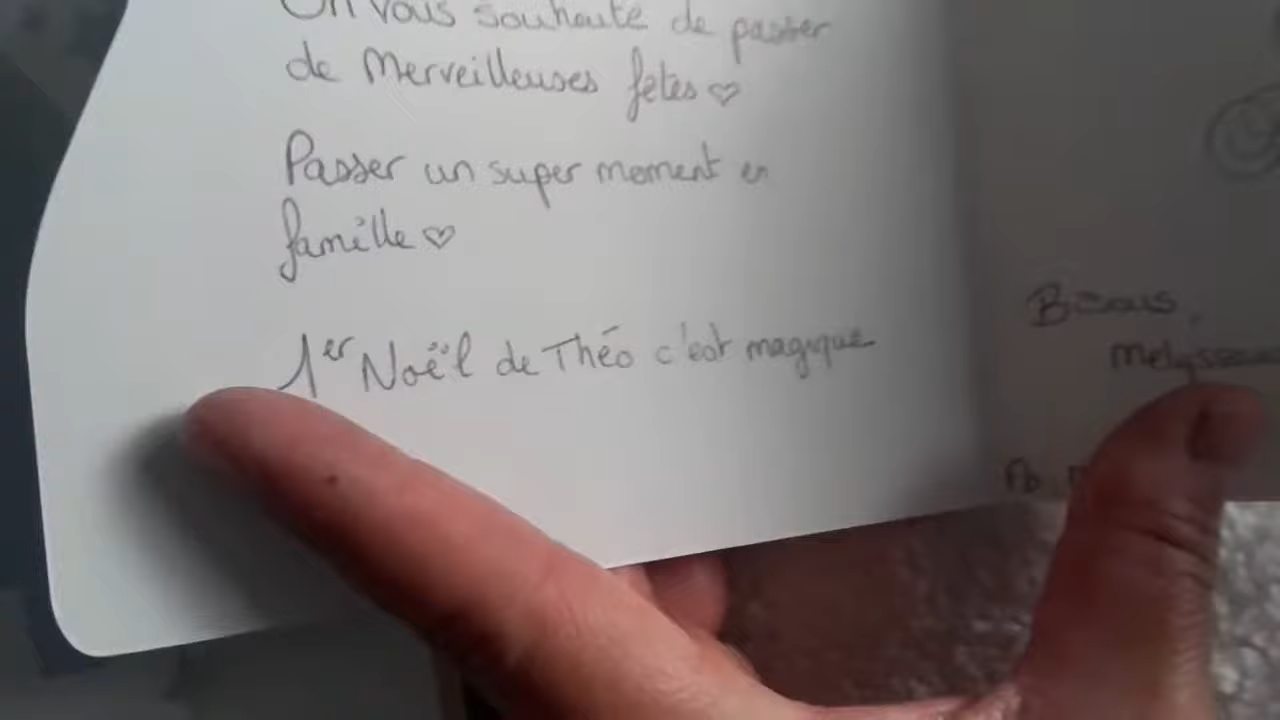 On vous souhaite de passer
de Merveilleuses fêtes ♡
Passer un super moment en
famille ♡
1er Noël de Théo c'est magique
Bisous,